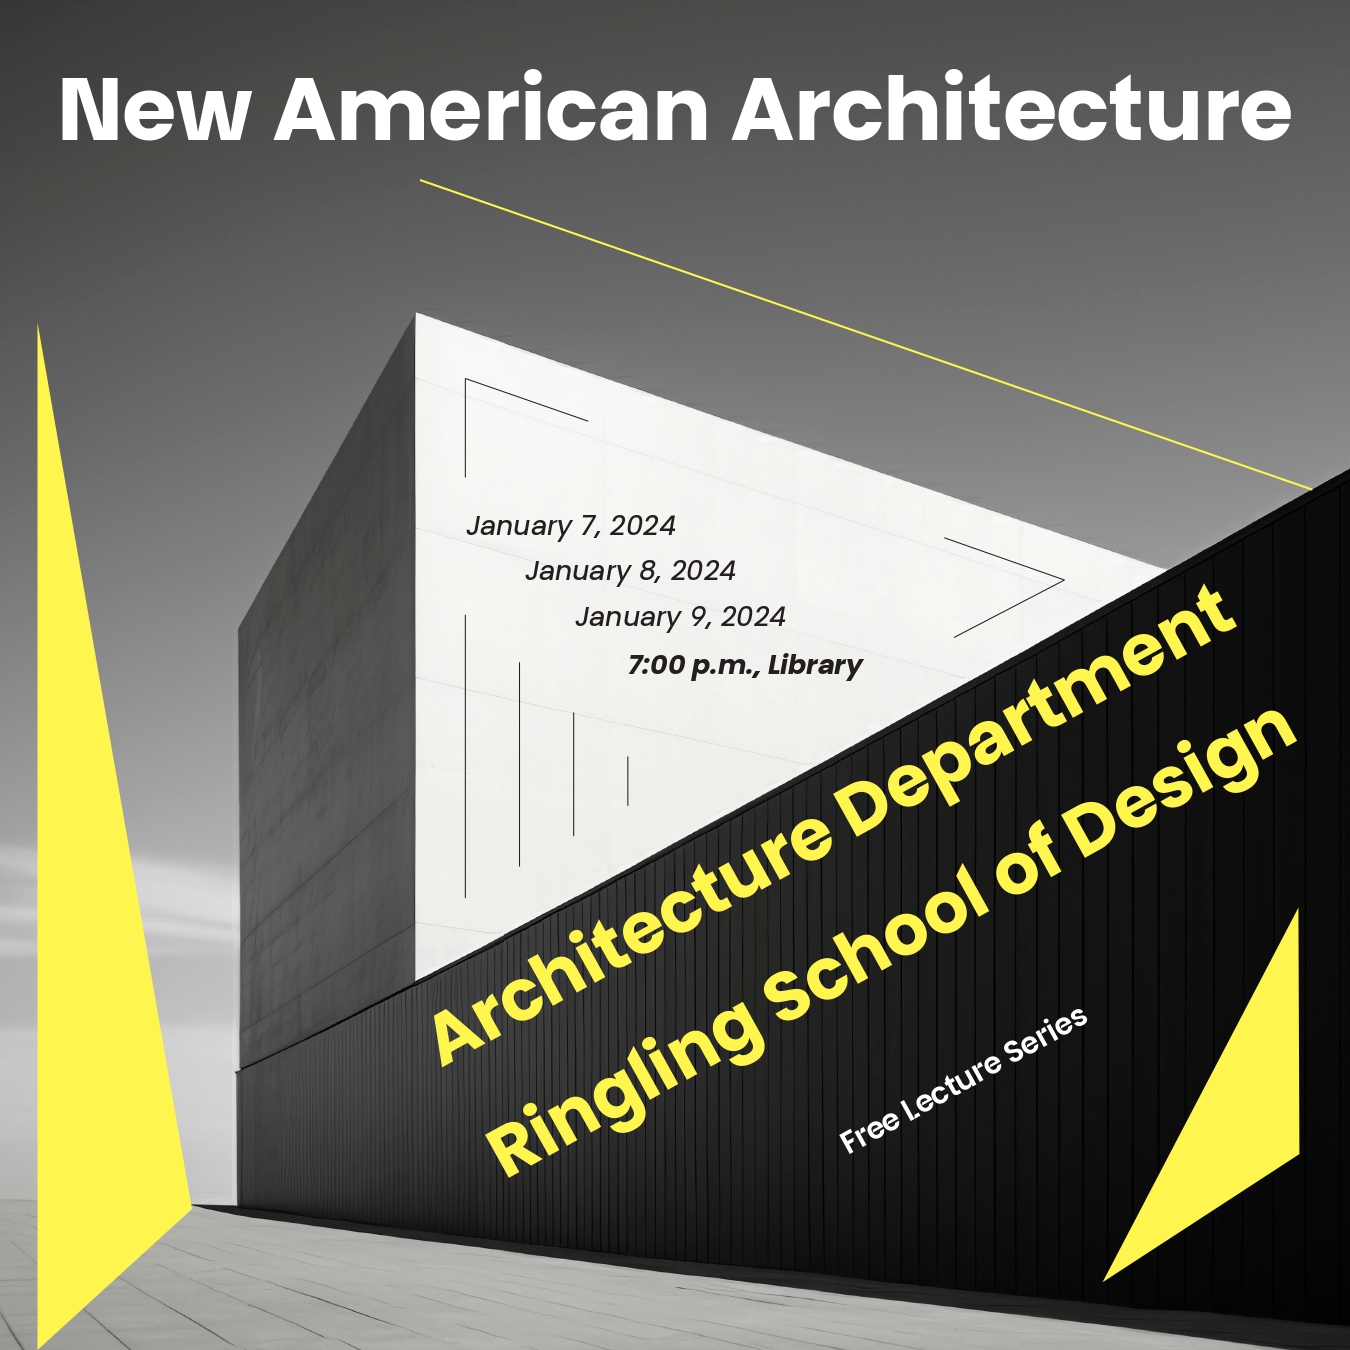 New American Architecture
January 7, 2024
January 8, 2024
January 9, 2024
7:00 p.m., Library
Architecture Department
Ringling School of Design
Free Lecture Series